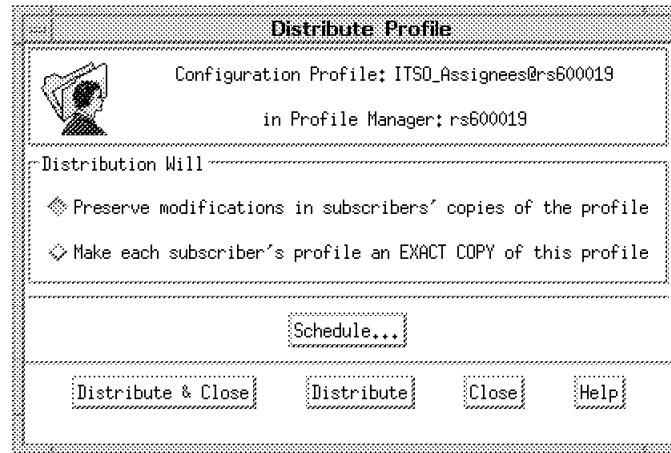 Distribute Profile
Configuration Profile: ITSO_Assignees@rs600019
in Profile Manager: rs600019
Distribution Will
Preserve modifications in subscribers' copies of the profile
Make each subscriber's profile an EXACT COPY of this profile
Schedule...
Distribute & Close Distribute Close Help